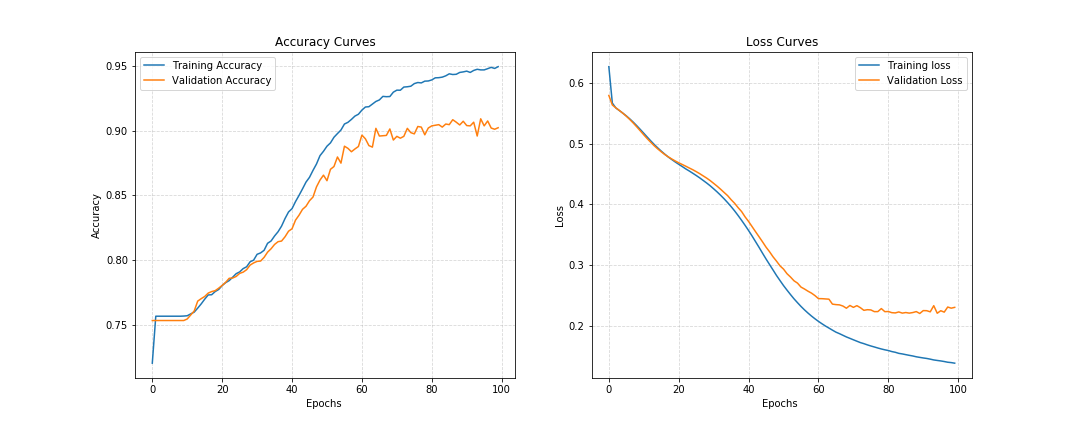 Accuracy Curves
Training Accuracy
Validation Accuracy
0.95
0.90
0.85
0.80
0.75
Accuracy
0 20 40 60 80 100
Epochs
Loss Curves
Training loss
Validation Loss
0.6
0.5
0.4
0.3
0.2
Loss
0 20 40 60 80 100
Epochs